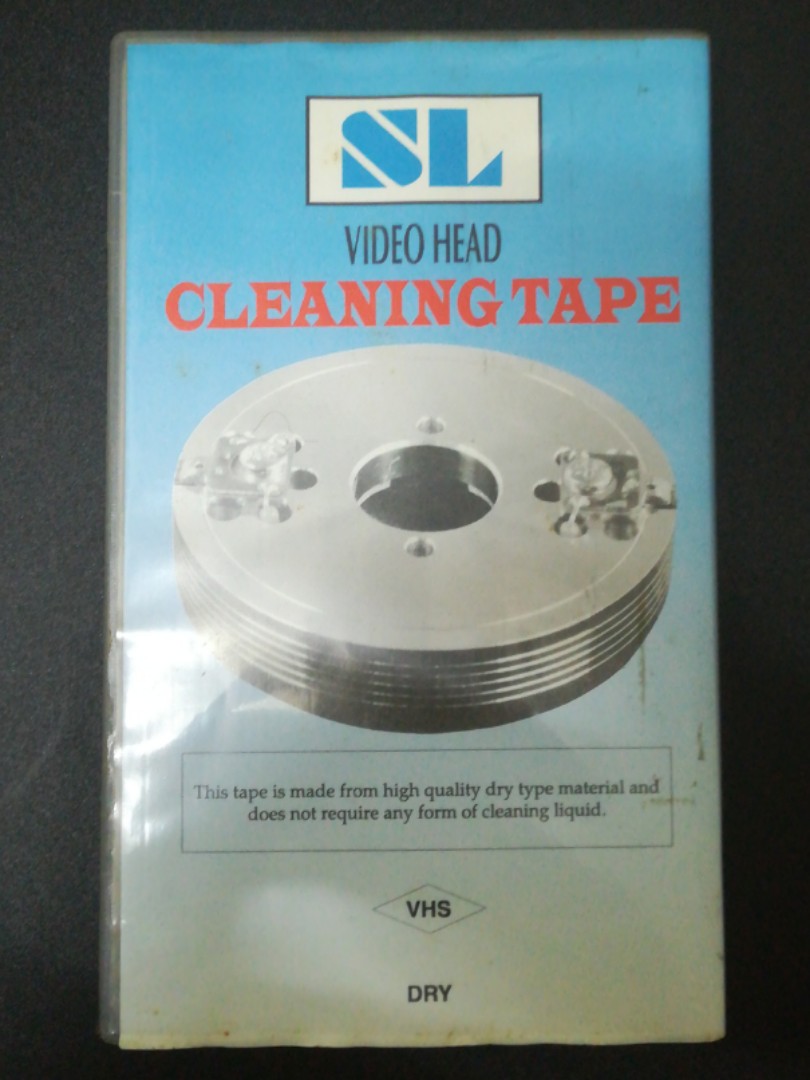 SL
VIDEO HEAD
CLEANING TAPE
This tape is made from high quality dry type material and
does not require any form of cleaning liquid.
VHS
DRY